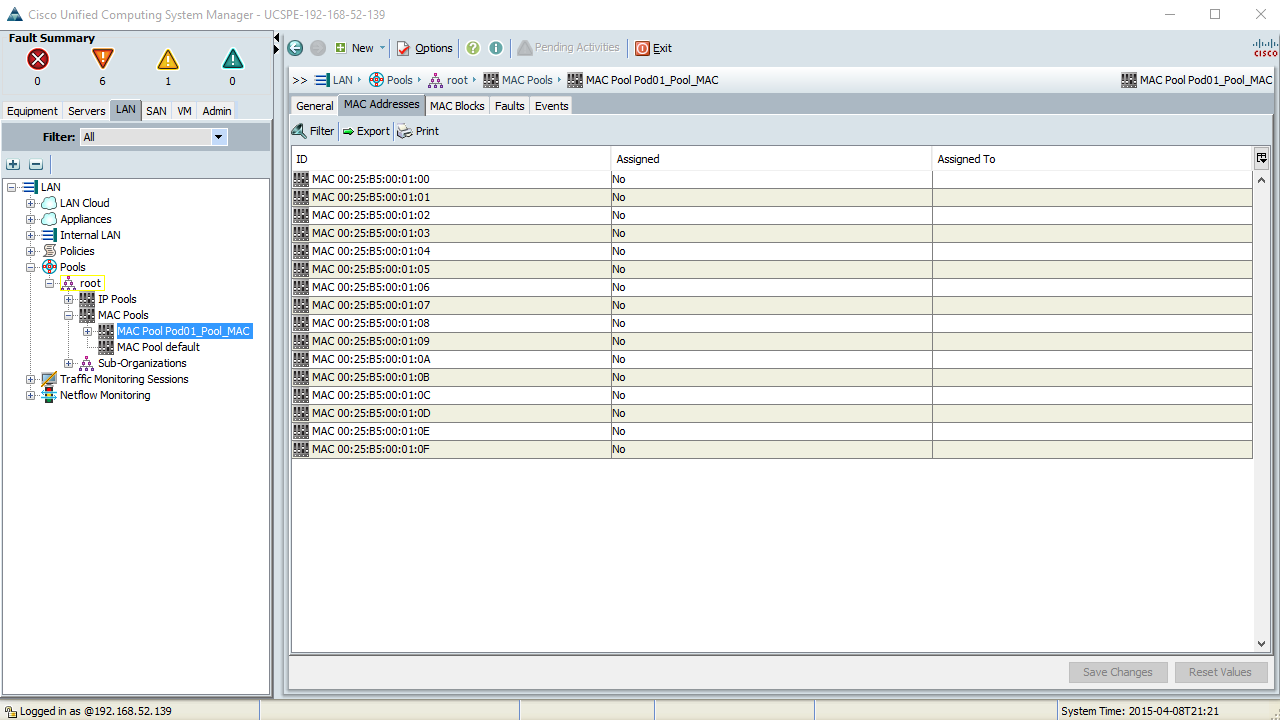 Cisco Unified Computing System Manager - UCSPE-192-168-52-139
Fault Summary
0 6 1 0
Equipment Servers LAN SAN VM Admin
Filter: All
LAN
LAN Cloud
Appliances
Internal LAN
Policies
Pools
root
IP Pools
MAC Pools
MAC Pool Pod01_Pool_MAC
MAC Pool default
Sub-Organizations
Traffic Monitoring Sessions
Netflow Monitoring
New Options ? i Pending Activities Exit
cisco
>> LAN Pools root MAC Pools MAC Pool Pod01_Pool_MAC MAC Pool Pod01_Pool_MAC
General MAC Addresses MAC Blocks Faults Events
Filter Export Print
ID Assigned Assigned To
MAC 00:25:B5:00:01:00 No
MAC 00:25:B5:00:01:01 No
MAC 00:25:B5:00:01:02 No
MAC 00:25:B5:00:01:03 No
MAC 00:25:B5:00:01:04 No
MAC 00:25:B5:00:01:05 No
MAC 00:25:B5:00:01:06 No
MAC 00:25:B5:00:01:07 No
MAC 00:25:B5:00:01:08 No
MAC 00:25:B5:00:01:09 No
MAC 00:25:B5:00:01:0A No
MAC 00:25:B5:00:01:0B No
MAC 00:25:B5:00:01:0C No
MAC 00:25:B5:00:01:0D No
MAC 00:25:B5:00:01:0E No
MAC 00:25:B5:00:01:0F No
Save Changes Reset Values
Logged in as @192.168.52.139 System Time: 2015-04-08T21:21